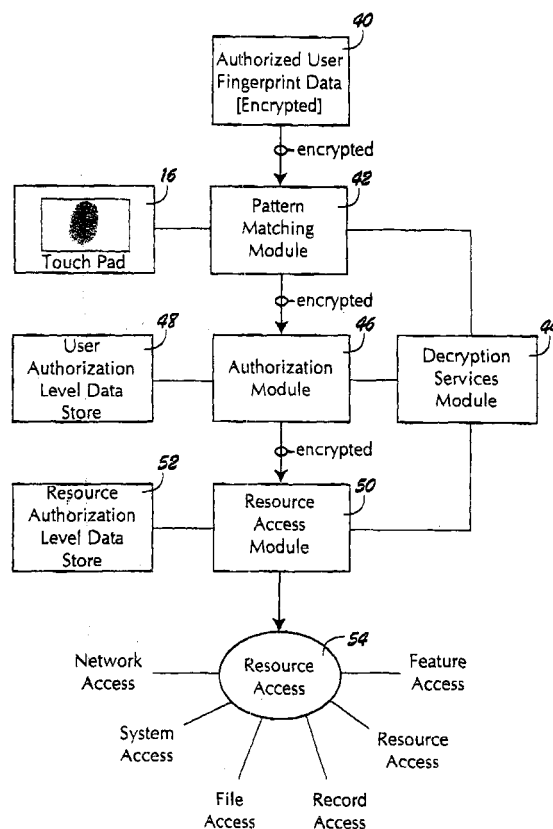 40
Authorized User
Fingerprint Data
[Encrypted]
encrypted
16
Touch Pad
42
Pattern
Matching
Module
encrypted
48
User
Authorization
Level Data
Store
46
Authorization
Module
44
Decryption
Services
Module
encrypted
52
Resource
Authorization
Level Data
Store
50
Resource
Access
Module
54
Resource
Access
Network
Access
System
Access
File
Access
Record
Access
Resource
Access
Feature
Access